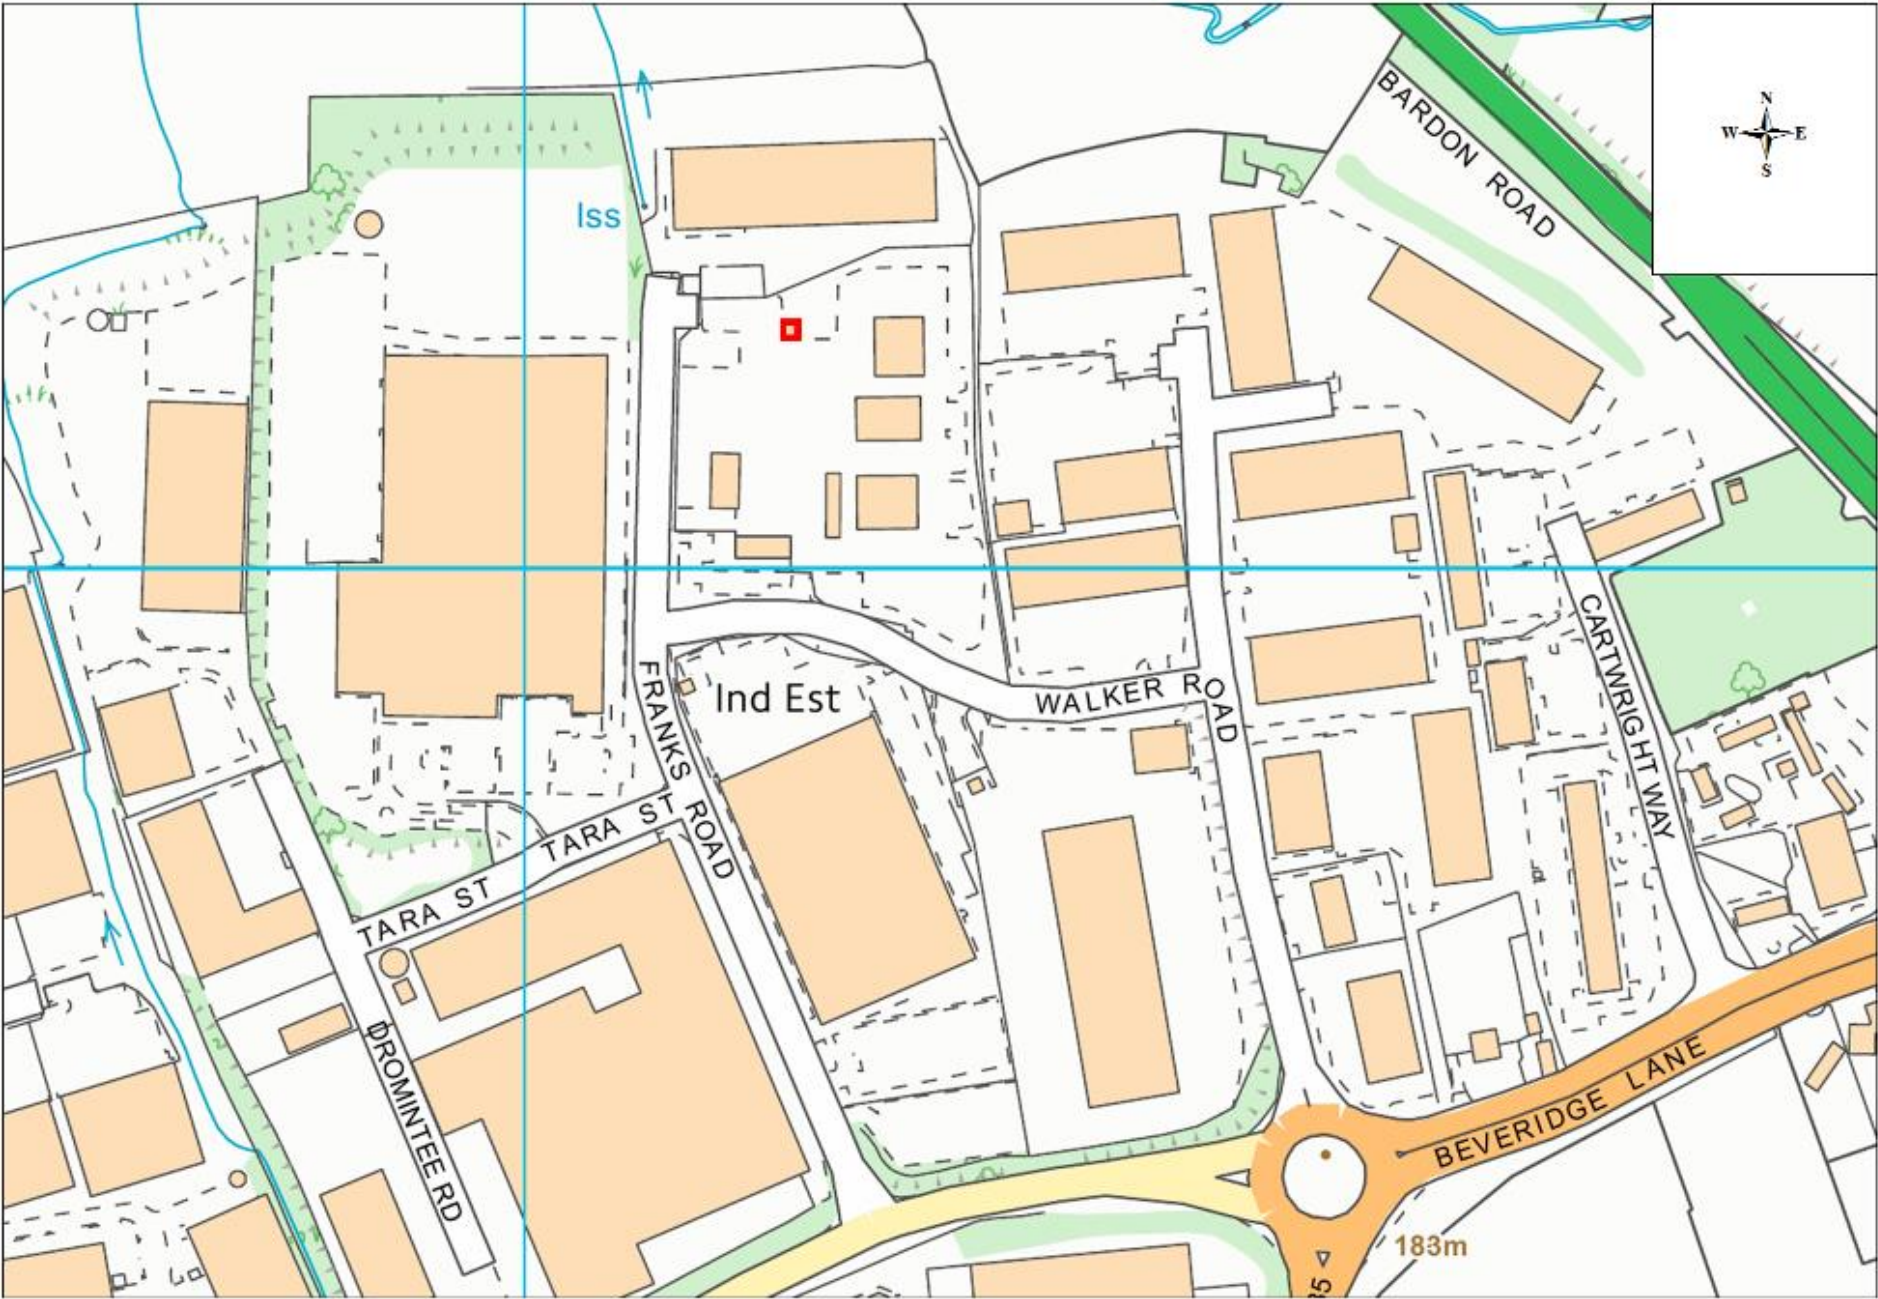 N
W E
S
BARDON ROAD
Iss
Ind Est
FRANKS ROAD
WALKER ROAD
CARTWRIGHT WAY
TARA ST
TARA ST
DROMINTEE RD
BEVERIDGE LANE
183m